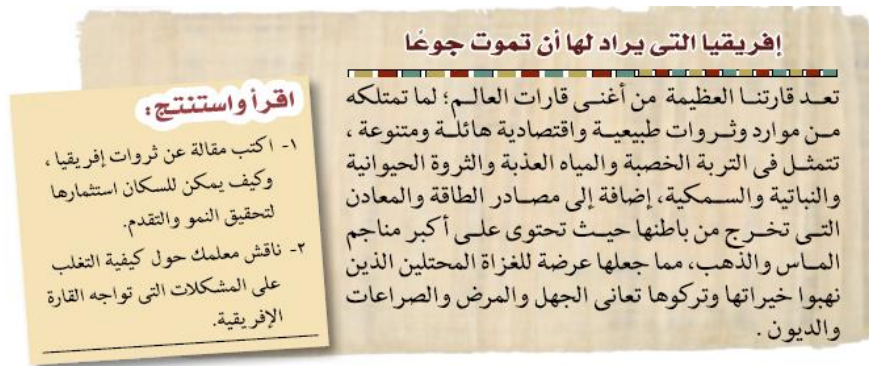 إفريقيا التى يراد لها أن تموت جوعًا
تعد قارتنا العظيمة من أغنى قارات العالم؛ لما تمتلكه
من موارد وثروات طبيعية واقتصادية هائلة ومتنوعة ،
تتمثل فى التربة الخصبة والمياه العذبة والثروة الحيوانية
والنباتية والسمكية، إضافة إلى مصادر الطاقة والمعادن
التى تخرج من باطنها حيث تحتوى على أكبر مناجم
الماس والذهب، مما جعلها عرضة للغزاة المحتلين الذين
نهبوا خيراتها وتركوها تعانى الجهل والمرض والصراعات
والديون .
اقرأ واستنتج :
١- اكتب مقالة عن ثروات إفريقيا ،
وكيف يمكن للسكان استثمارها
لتحقيق النمو والتقدم.
٢- ناقش معلمك حول كيفية التغلب
على المشكلات التى تواجه القارة
الإفريقية.